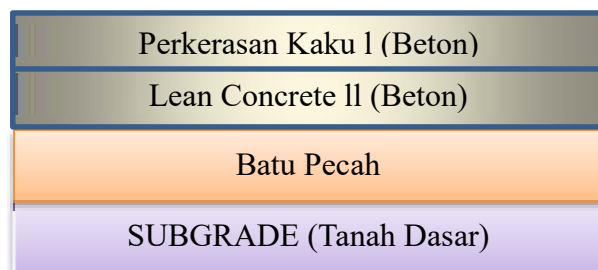 Perkerasan Kaku l (Beton)
Lean Concrete ll (Beton)
Batu Pecah
SUBGRADE (Tanah Dasar)